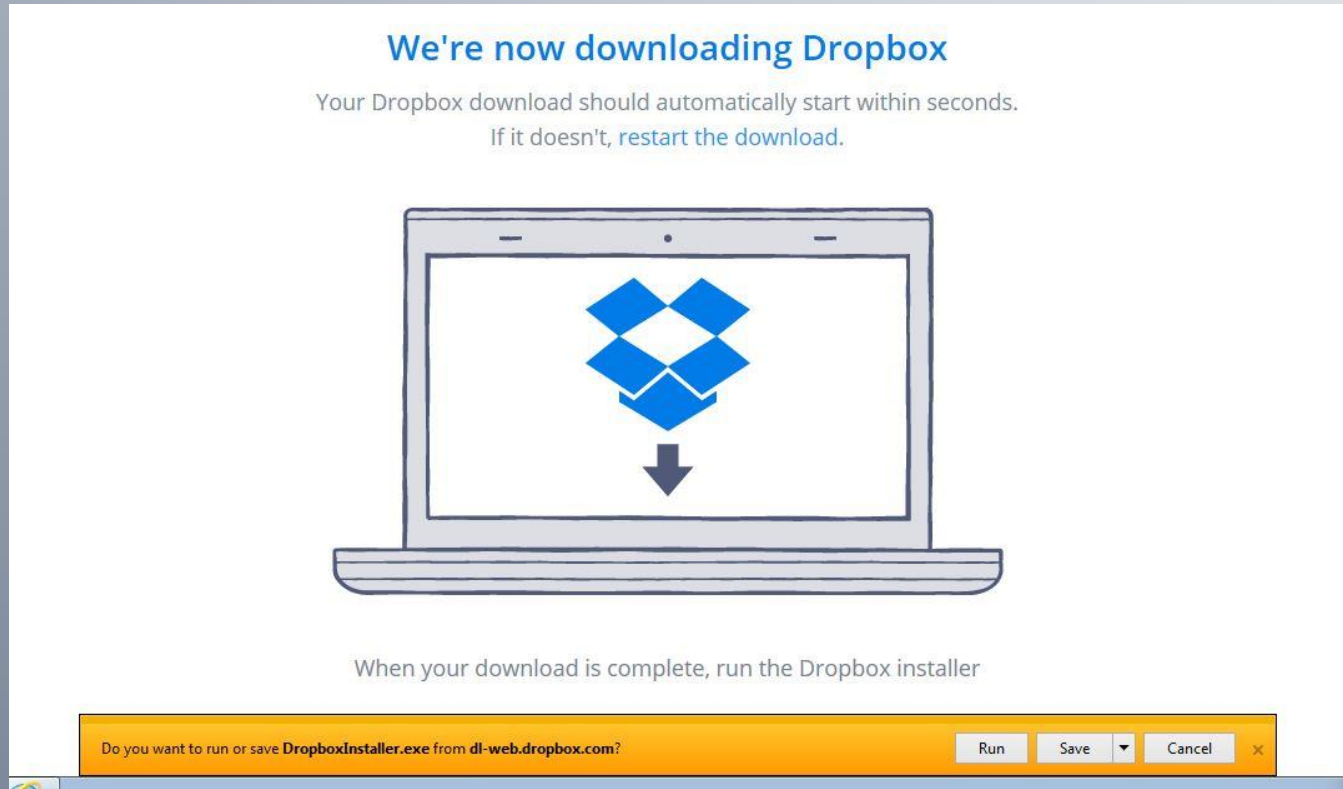 We're now downloading Dropbox
Your Dropbox download should automatically start within seconds.
If it doesn't, restart the download.
When your download is complete, run the Dropbox installer
Do you want to run or save DropboxInstaller.exe from dl-web.dropbox.com?
Run
Save
Cancel